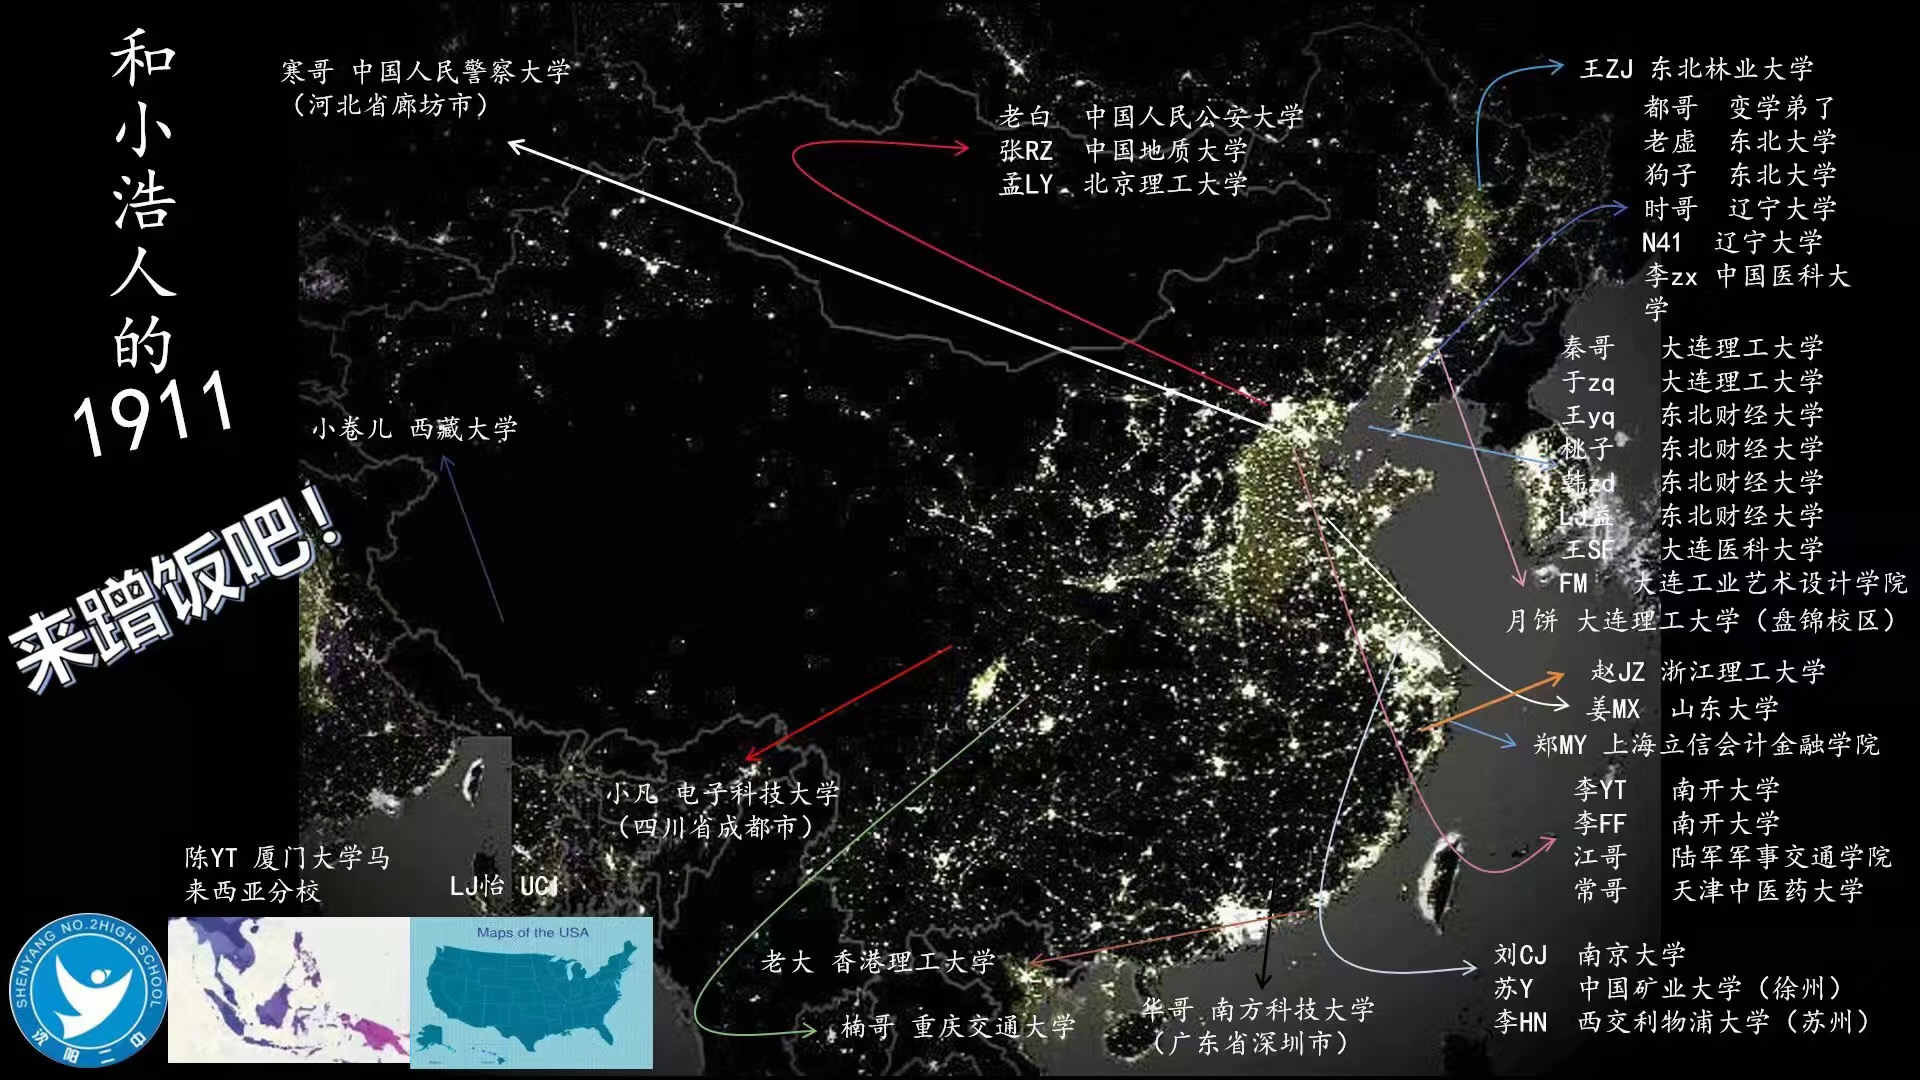 和小浩人的
1911
来蹭饭吧！
寒哥 中国人民警察大学
（河北省廊坊市）
老白 中国人民公安大学
张RZ 中国地质大学
孟LY 北京理工大学
王ZJ 东北林业大学
都哥 变学弟了
老虚 东北大学
狗子 东北大学
时哥 辽宁大学
N41 辽宁大学
李zx 中国医科大
学
秦哥 大连理工大学
于zq 大连理工大学
王yq 东北财经大学
桃子 东北财经大学
韩zd 东北财经大学
LJ益 东北财经大学
王SF 大连医科大学
FM 大连工业艺术设计学院
月饼 大连理工大学（盘锦校区）
赵JZ 浙江理工大学
姜MX 山东大学
郑MY 上海立信会计金融学院
李YT 南开大学
李FF 南开大学
江哥 陆军军事交通学院
常哥 天津中医药大学
刘CJ 南京大学
苏Y 中国矿业大学（徐州）
李HN 西交利物浦大学（苏州）
小卷儿 西藏大学
小凡 电子科技大学
（四川省成都市）
陈YT 厦门大学马
来西亚分校
LJ怡 UCI
老大 香港理工大学
楠哥 重庆交通大学
华哥 南方科技大学
（广东省深圳市）
Maps of the USA
SHENYANG NO.2HIGH SCHOOL
沈阳二中